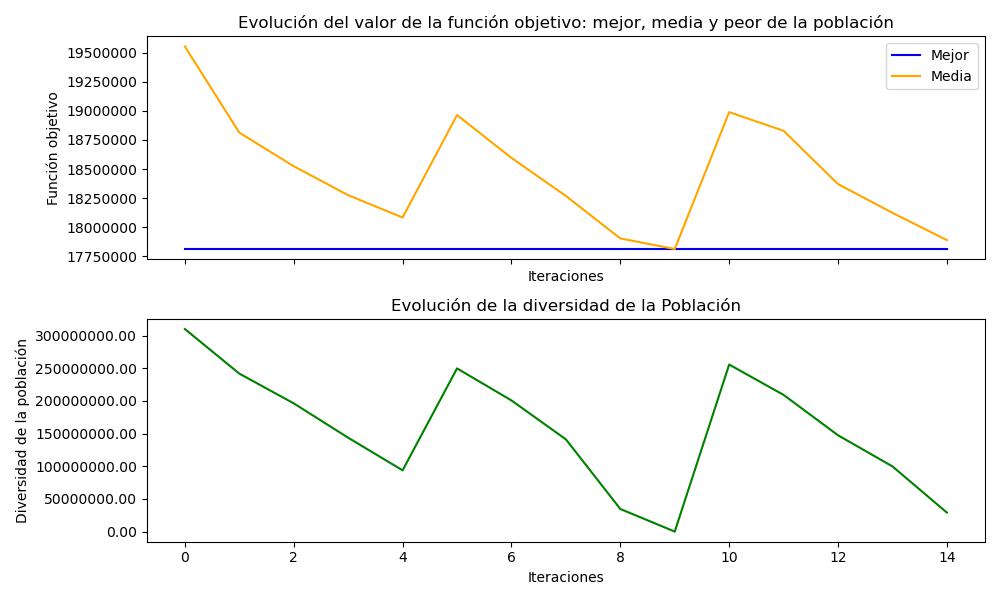 Evolución del valor de la función objetivo: mejor, media y peor de la población
Función objetivo
19500000
19250000
19000000
18750000
18500000
18250000
18000000
17750000
Mejor
Media
Iteraciones
Evolución de la diversidad de la Población
Diversidad de la población
300000000.00
250000000.00
200000000.00
150000000.00
100000000.00
50000000.00
0.00
0 2 4 6 8 10 12 14
Iteraciones